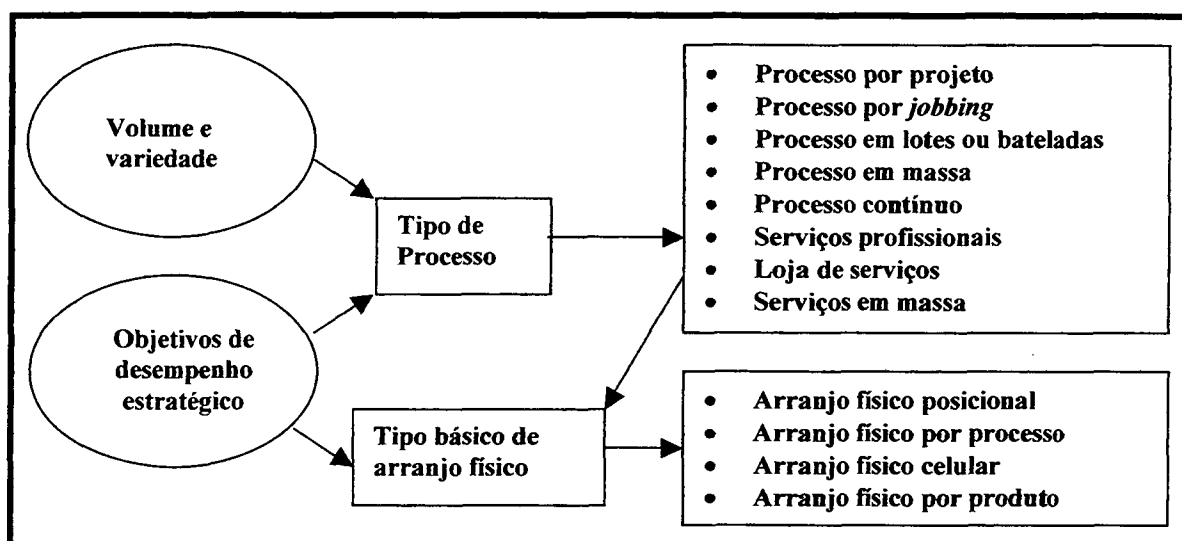 Volume e
variedade
Objetivos de
desempenho
estratégico
Tipo de
Processo
Tipo básico de
arranjo físico
• Processo por projeto
• Processo por jobbing
• Processo em lotes ou bateladas
• Processo em massa
• Processo contínuo
• Serviços profissionais
• Loja de serviços
• Serviços em massa
• Arranjo físico posicional
• Arranjo físico por processo
• Arranjo físico celular
• Arranjo físico por produto